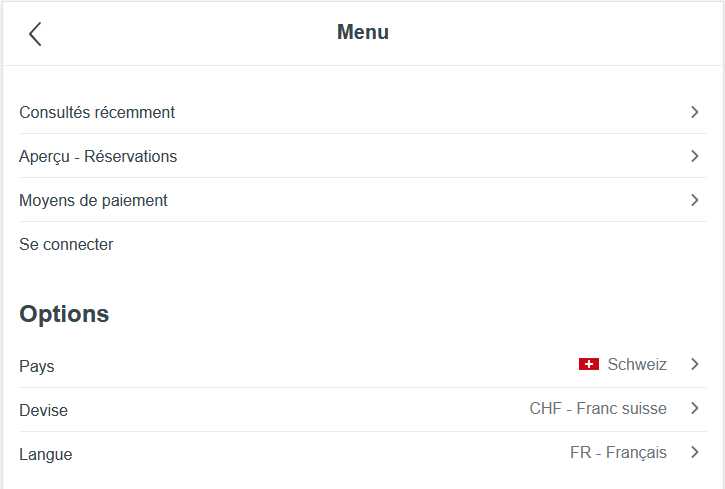 Menu
Consultés récemment
Aperçu - Réservations
Moyens de paiement
Se connecter
Options
Pays Schweiz
Devise CHF - Franc suisse
Langue FR - Français